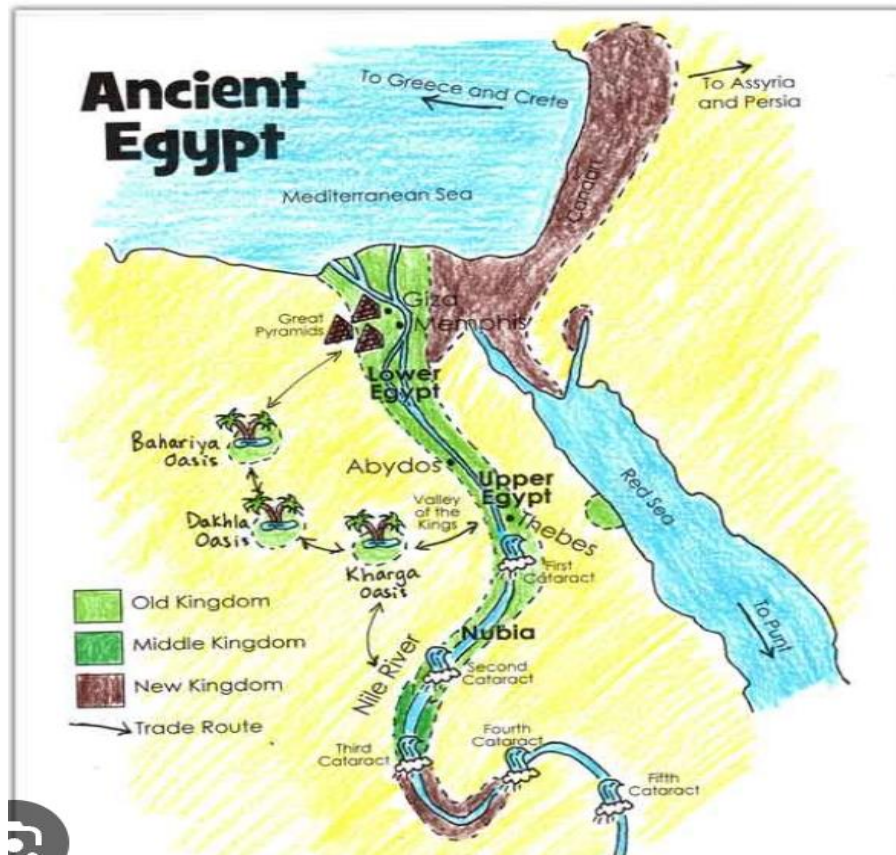 Ancient
Egypt
To Greece and Crete
To Assyria
and Persia
Mediterranean Sea
Canaan
Giza
Great
Pyramids
Memphis
Lower
Egypt
Bahariya
Oasis
Abydos
Upper
Egypt
Red Sea
Valley
of the
Kings
Dakhla
Oasis
Thebes
Kharga
Oasis
First
Cataract
Old Kingdom
To Punt
Middle Kingdom
Nubia
Nile River
Second
Cataract
New Kingdom
Trade Route
Third
Cataract
Fourth
Cataract
Fifth
Cataract